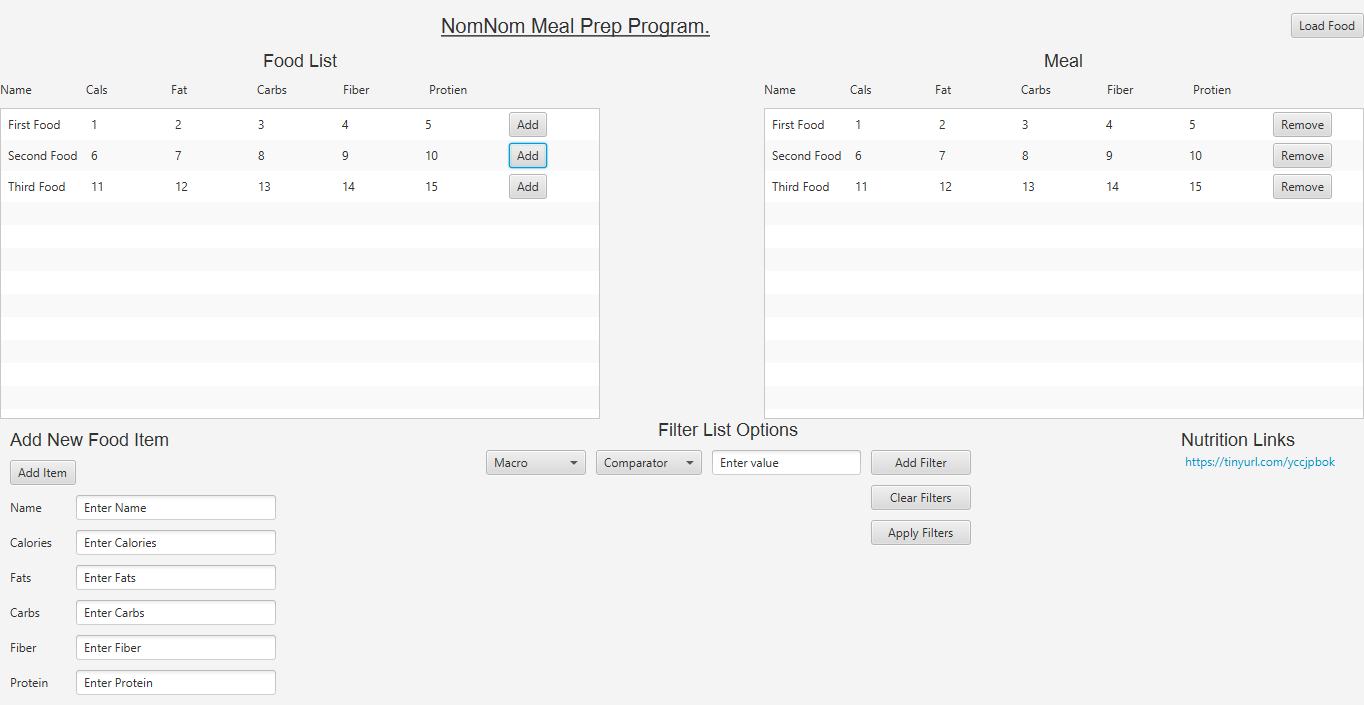 NomNom Meal Prep Program.
Load Food
Food List
Name Cals Fat Carbs Fiber Protien
First Food 1 2 3 4 5 Add
Second Food 6 7 8 9 10 Add
Third Food 11 12 13 14 15 Add
Meal
Name Cals Fat Carbs Fiber Protien
First Food 1 2 3 4 5 Remove
Second Food 6 7 8 9 10 Remove
Third Food 11 12 13 14 15 Remove
Add New Food Item
Add Item
Name Enter Name
Calories Enter Calories
Fats Enter Fats
Carbs Enter Carbs
Fiber Enter Fiber
Protein Enter Protein
Filter List Options
Macro Comparator Enter value Add Filter
Clear Filters
Apply Filters
Nutrition Links
https://tinyurl.com/yccjpbok